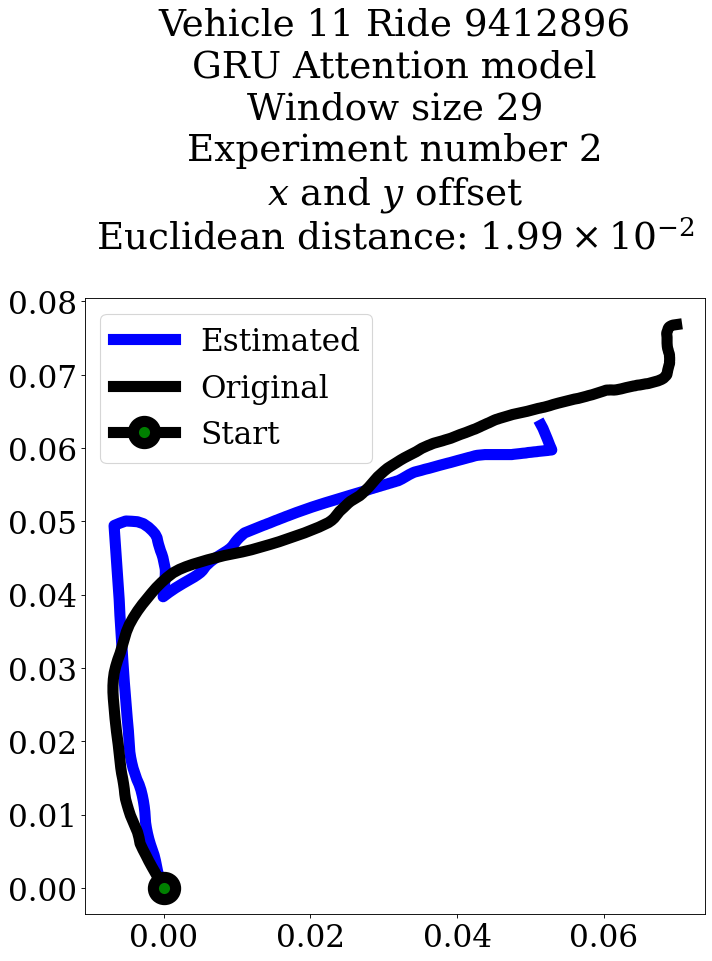 Vehicle 11 Ride 9412896
GRU Attention model
Window size 29
Experiment number 2
x and y offset
Euclidean distance: 1.99 × 10⁻²
Estimated
Original
Start
0.08
0.07
0.06
0.05
0.04
0.03
0.02
0.01
0.00
0.00 0.02 0.04 0.06